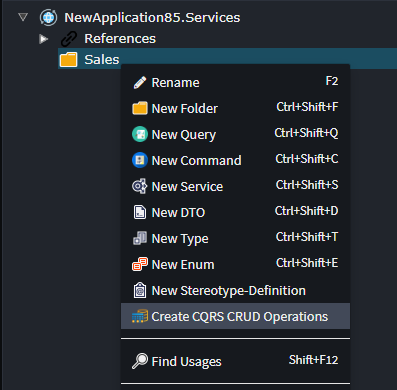 NewApplication85.Services
References
Sales
Rename F2
New Folder Ctrl+Shift+F
New Query Ctrl+Shift+Q
New Command Ctrl+Shift+C
New Service Ctrl+Shift+S
New DTO Ctrl+Shift+D
New Type Ctrl+Shift+T
New Enum Ctrl+Shift+E
New Stereotype-Definition
Create CQRS CRUD Operations
Find Usages Shift+F12